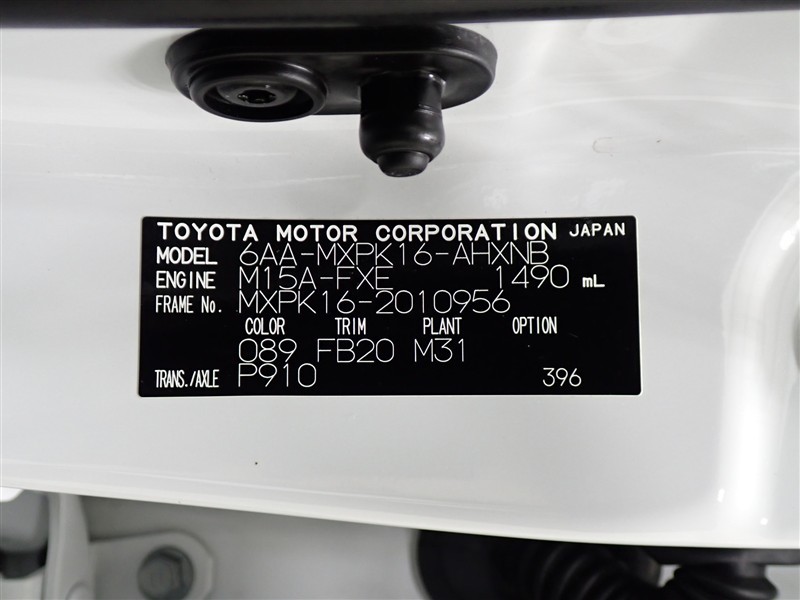 TOYOTA MOTOR CORPORATION JAPAN
MODEL 6AA-MXPK16-AHXNB
ENGINE M15A-FXE 1490 mL
FRAME No. MXPK16-2010956
COLOR TRIM PLANT OPTION
089 FB20 M31
TRANS./AXLE P910 396